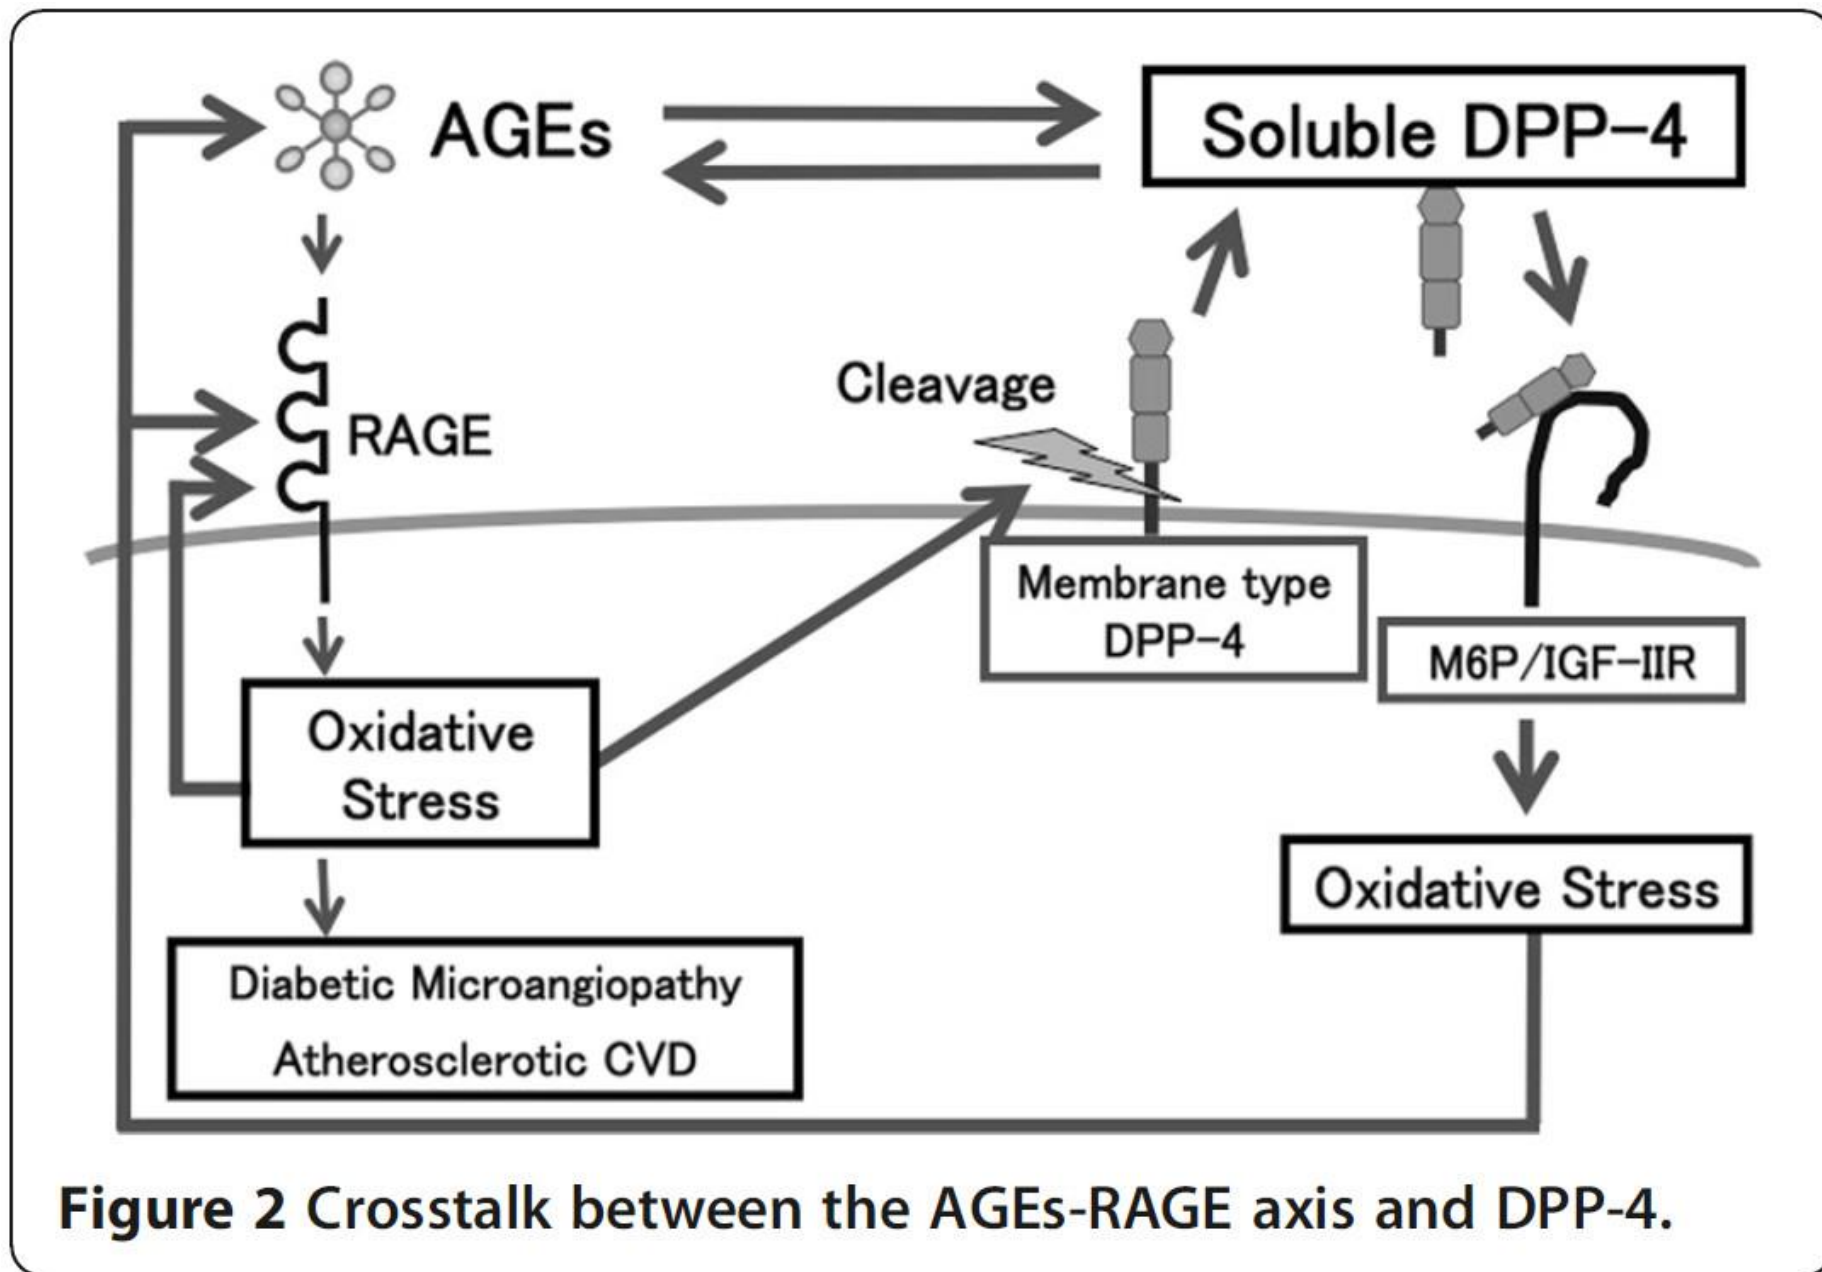 AGEs
Soluble DPP-4
Cleavage
RAGE
Membrane type
DPP-4
M6P/IGF-IIR
Oxidative
Stress
Oxidative Stress
Diabetic Microangiopathy
Atherosclerotic CVD
Figure 2 Crosstalk between the AGEs-RAGE axis and DPP-4.